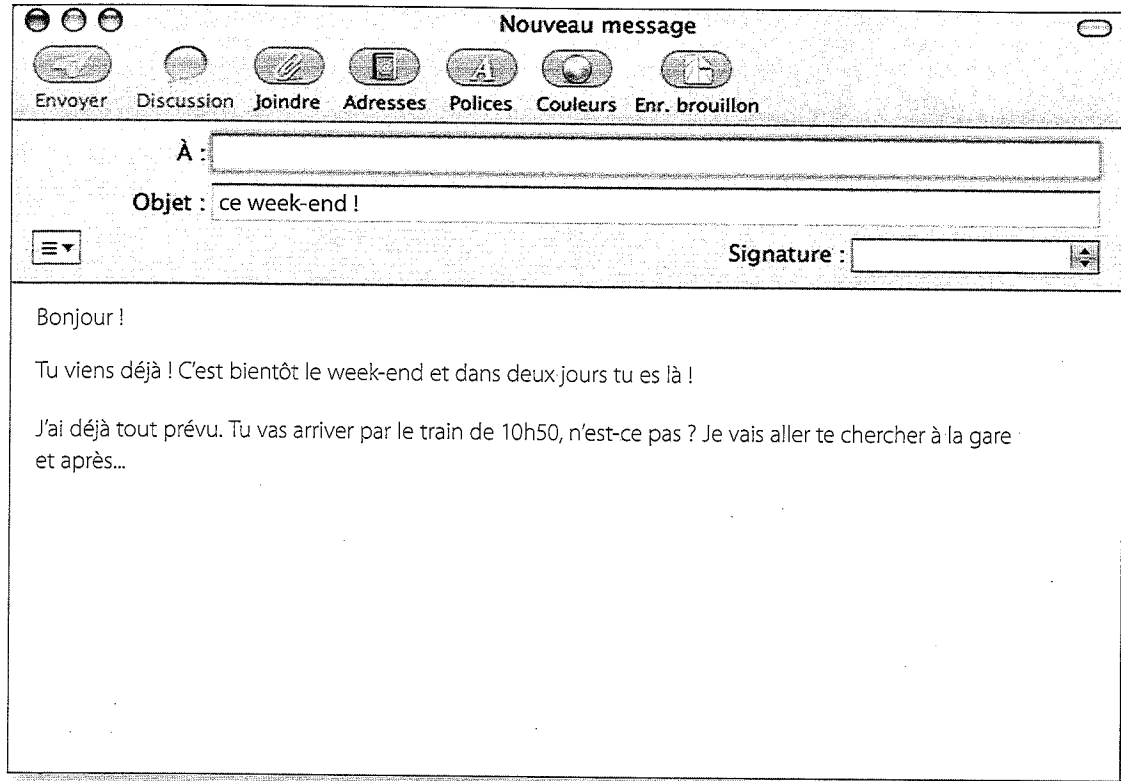 Nouveau message
Envoyer Discussion Joindre Adresses Polices Couleurs Enr. brouillon
À :
Objet : ce week-end !
Signature :
Bonjour !
Tu viens déjà ! C'est bientôt le week-end et dans deux jours tu es là !
J'ai déjà tout prévu. Tu vas arriver par le train de 10h50, n'est-ce pas ? Je vais aller te chercher à la gare
et après...